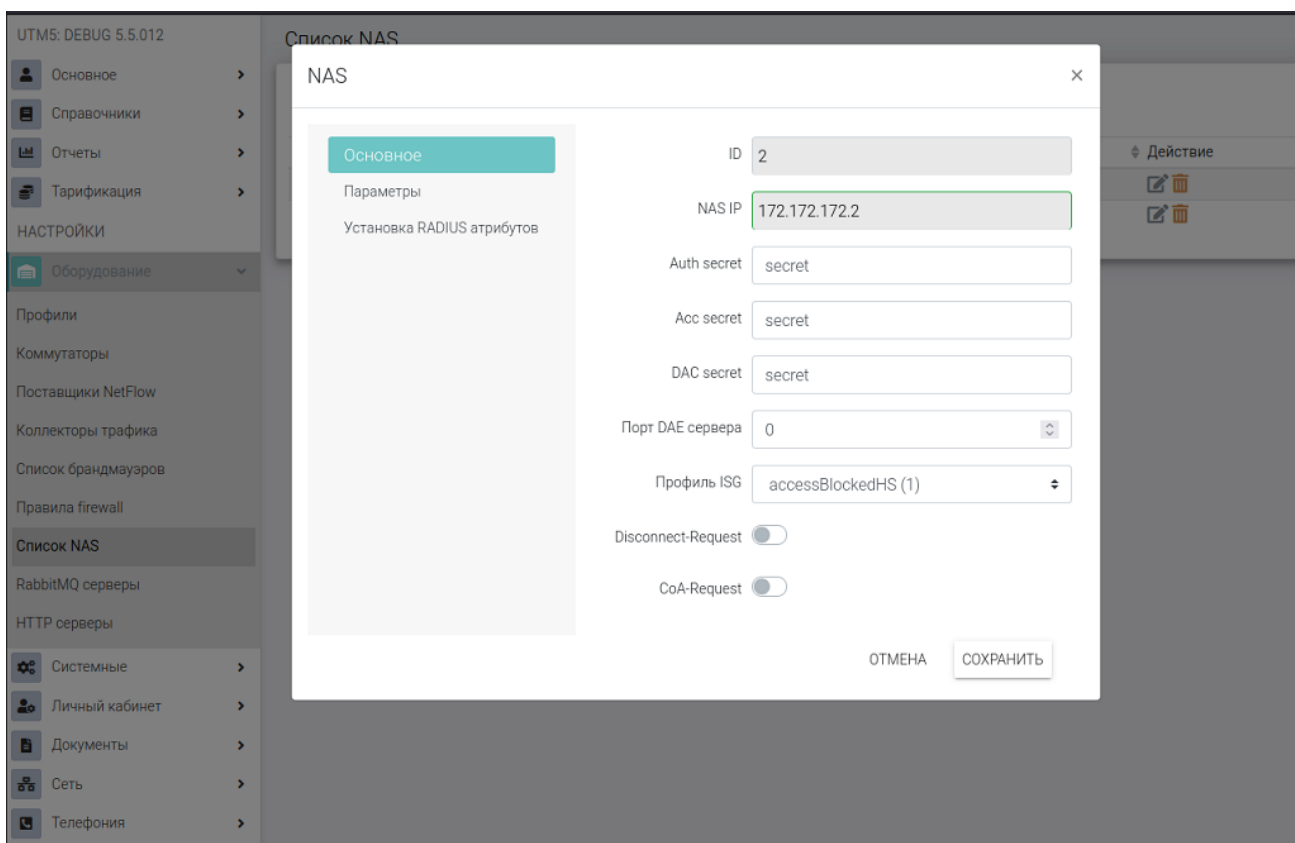 UTM5: DEBUG 5.5.012
Основное
Справочники
Отчеты
Тарификация
НАСТРОЙКИ
Оборудование
Профили
Коммутаторы
Поставщики NetFlow
Коллекторы трафика
Список брандмауэров
Правила firewall
Список NAS
RabbitMQ серверы
HTTP серверы
Системные
Личный кабинет
Документы
Сеть
Телефония
Список NAS
Действие
NAS ×
Основное
Параметры
Установка RADIUS атрибутов
ID 2
NAS IP 172.172.172.2
Auth secret secret
Acc secret secret
DAC secret secret
Порт DAE сервера 0
Профиль ISG accessBlockedHS (1)
Disconnect-Request
CoA-Request
ОТМЕНА СОХРАНИТЬ